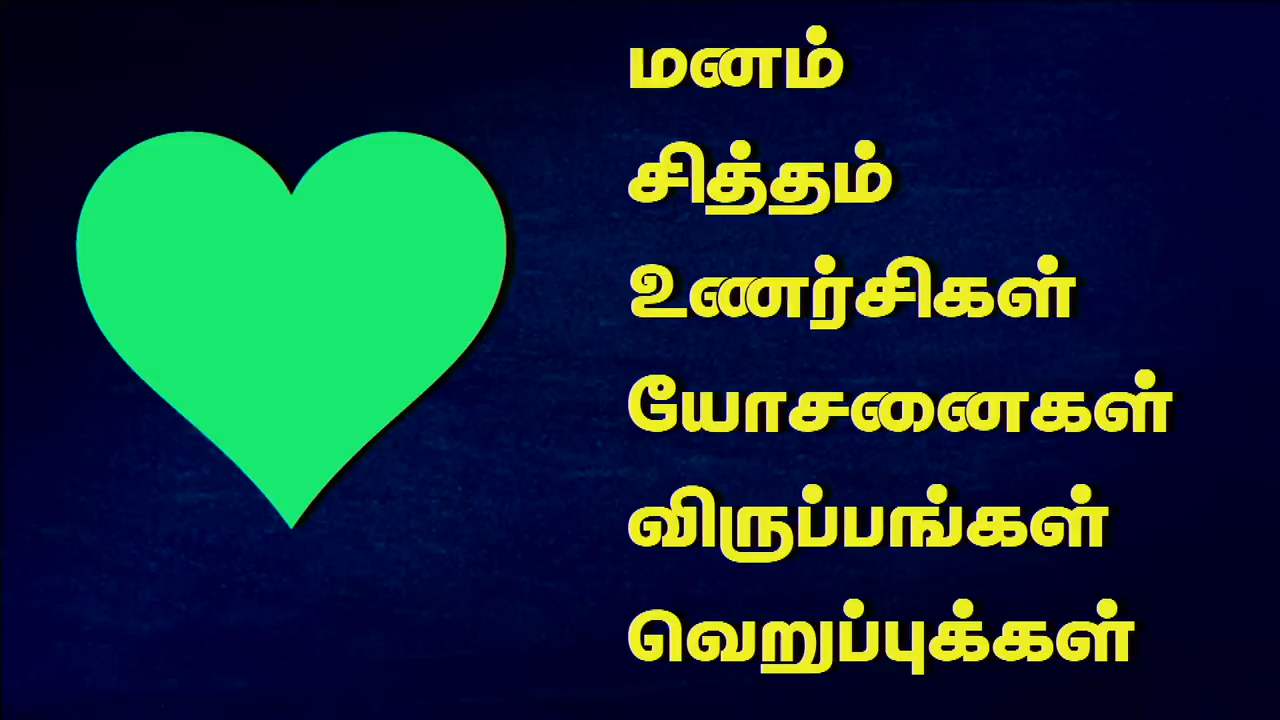 மனம்
சித்தம்
உணர்சிகள்
யோசனைகள்
விருப்பங்கள்
வெறுப்புக்கள்